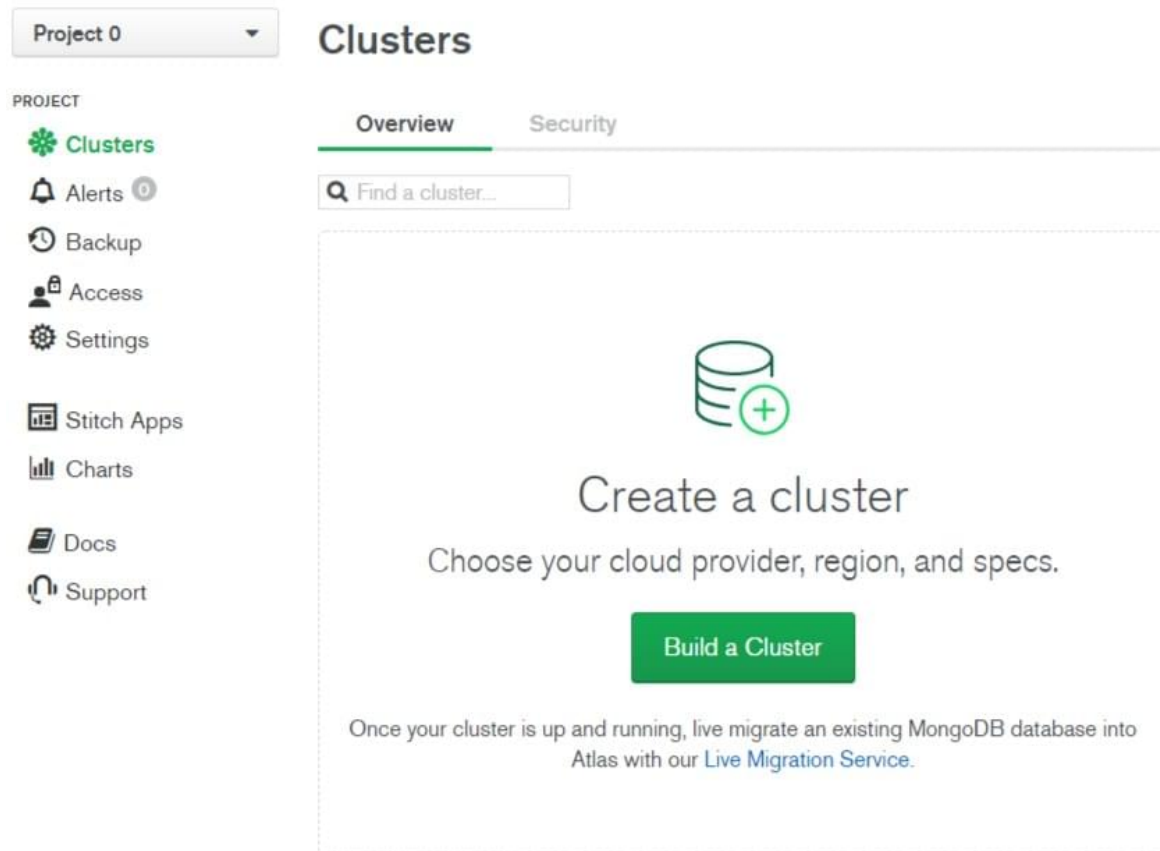 Project 0
PROJECT
Clusters
Alerts 0
Backup
Access
Settings
Stitch Apps
Charts
Docs
Support
Clusters
Overview Security
Find a cluster...
Create a cluster
Choose your cloud provider, region, and specs.
Build a Cluster
Once your cluster is up and running, live migrate an existing MongoDB database into
Atlas with our Live Migration Service.